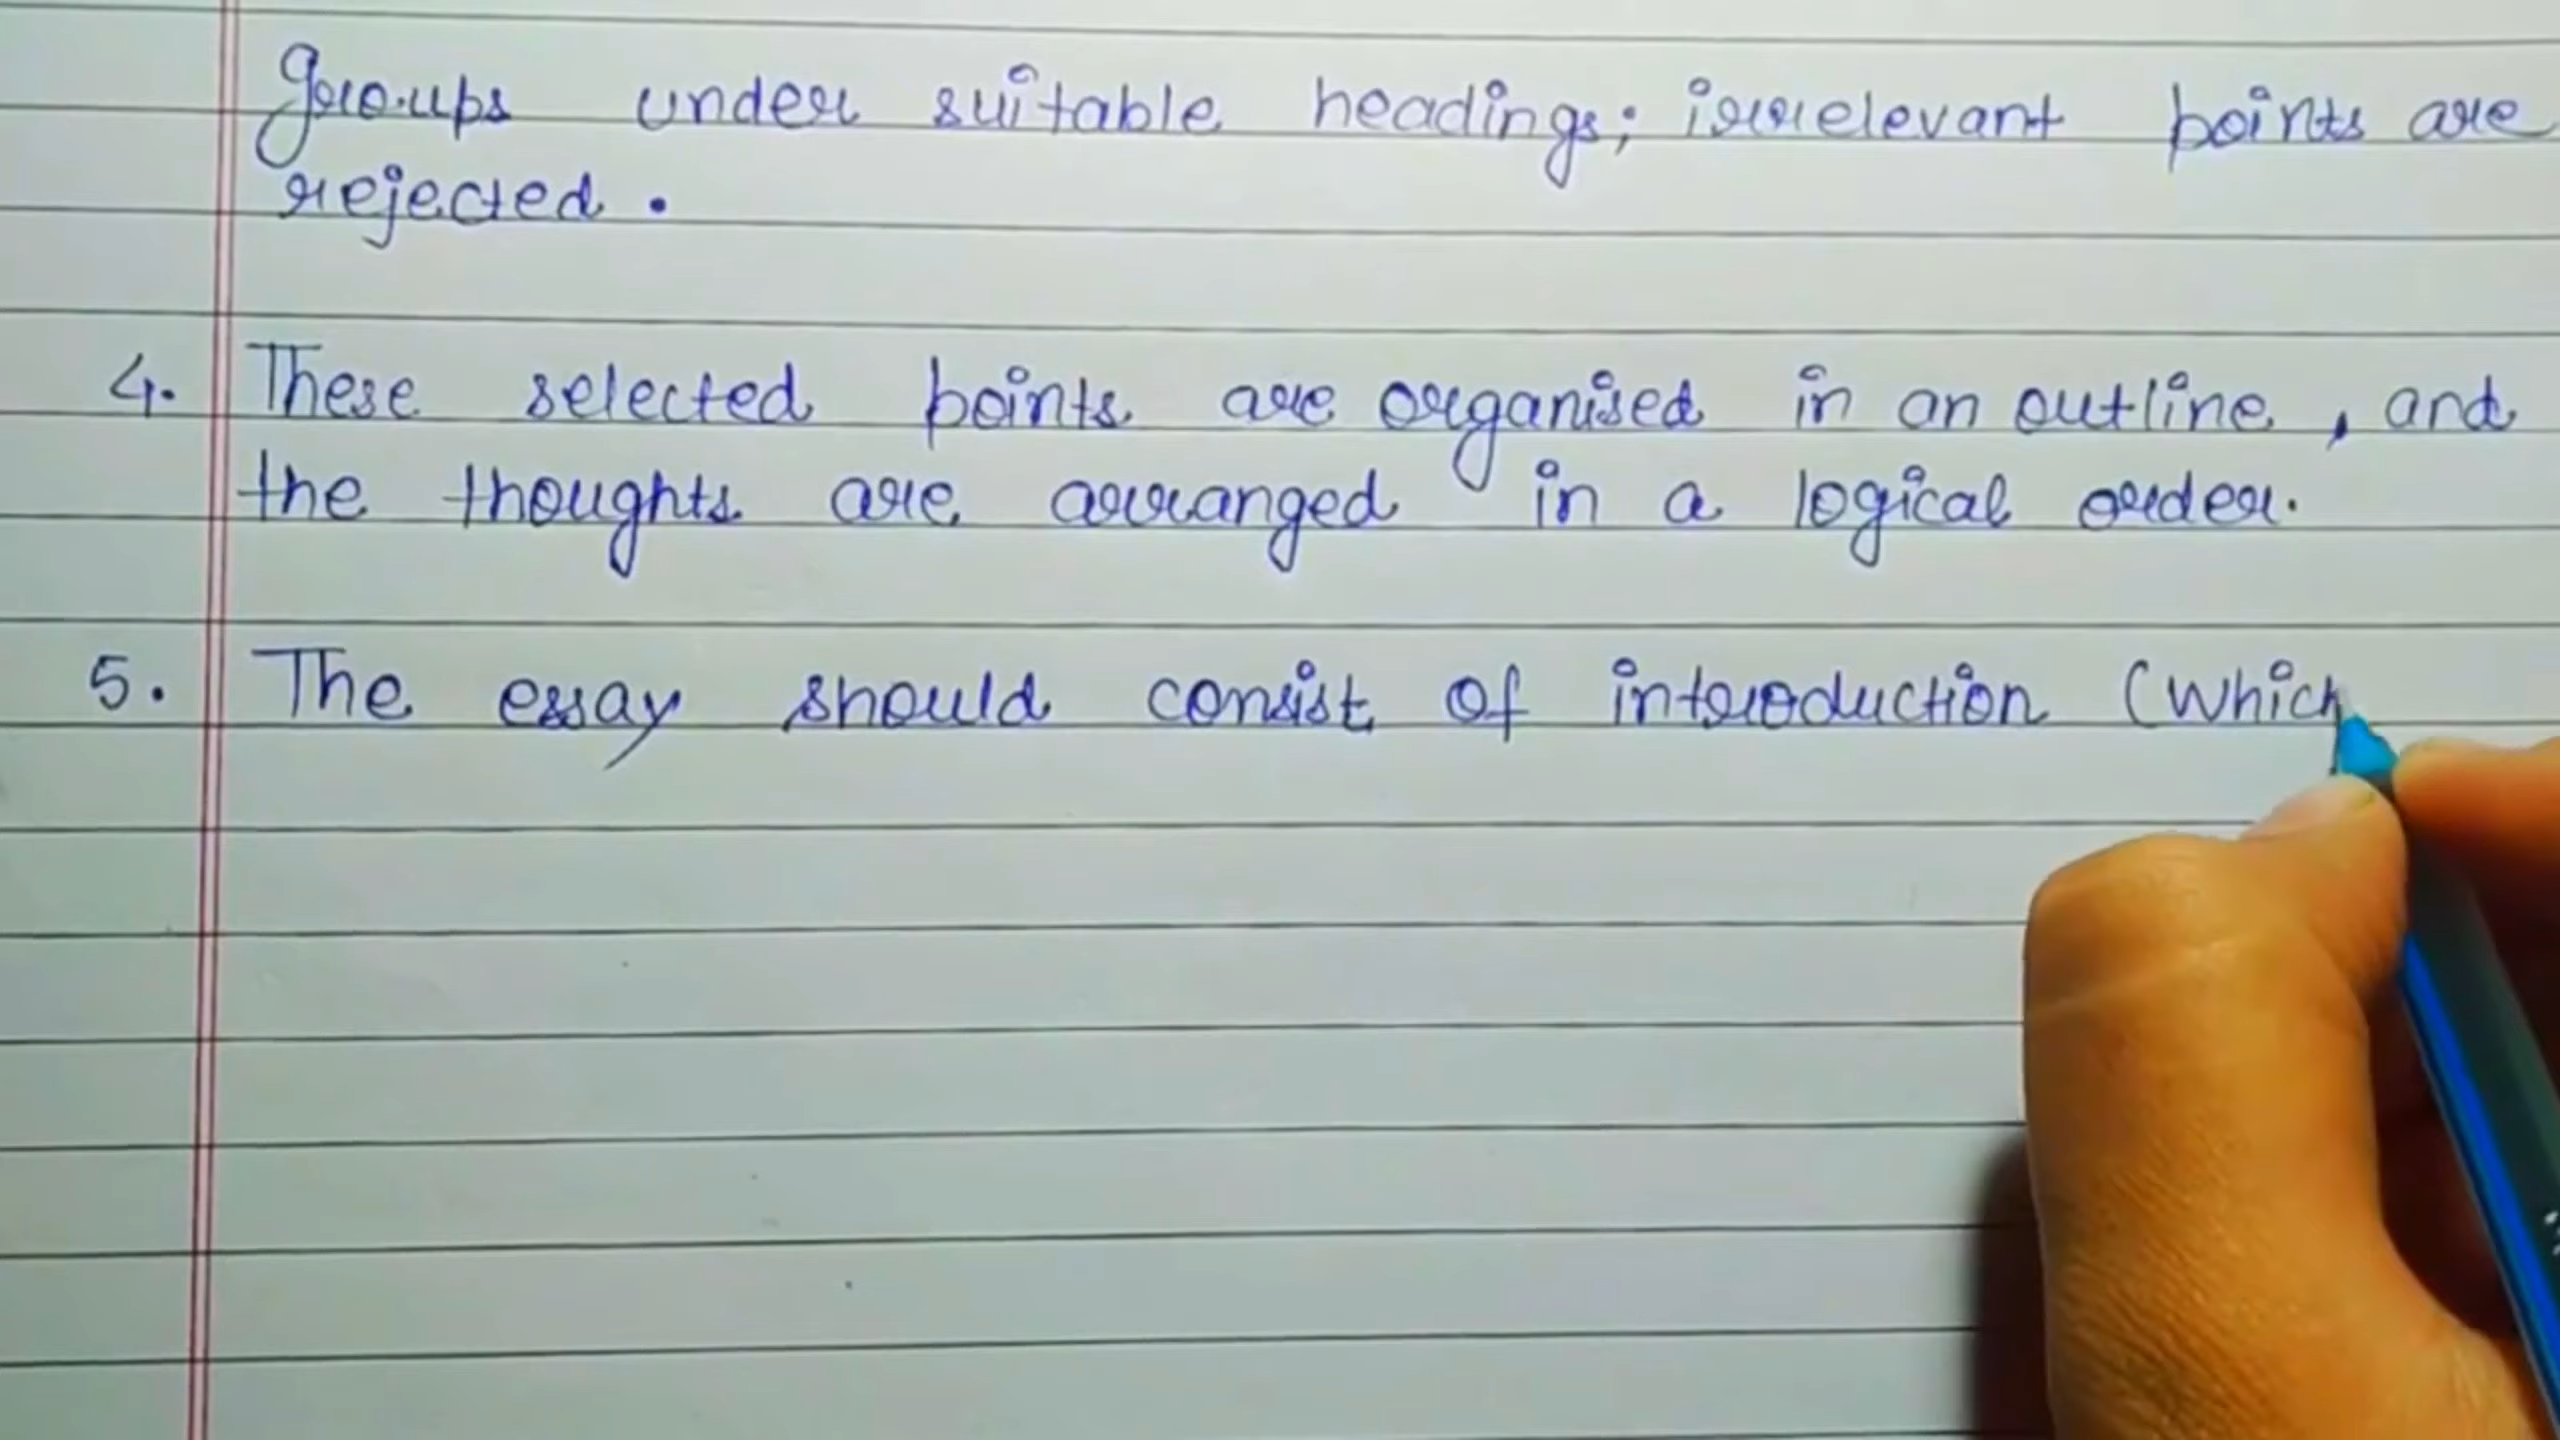 groups under suitable headings; irrelevant points are
rejected.
4. These selected points are organised in an outline, and
the thoughts are arranged in a logical order.
5. The essay should consist of introduction (which